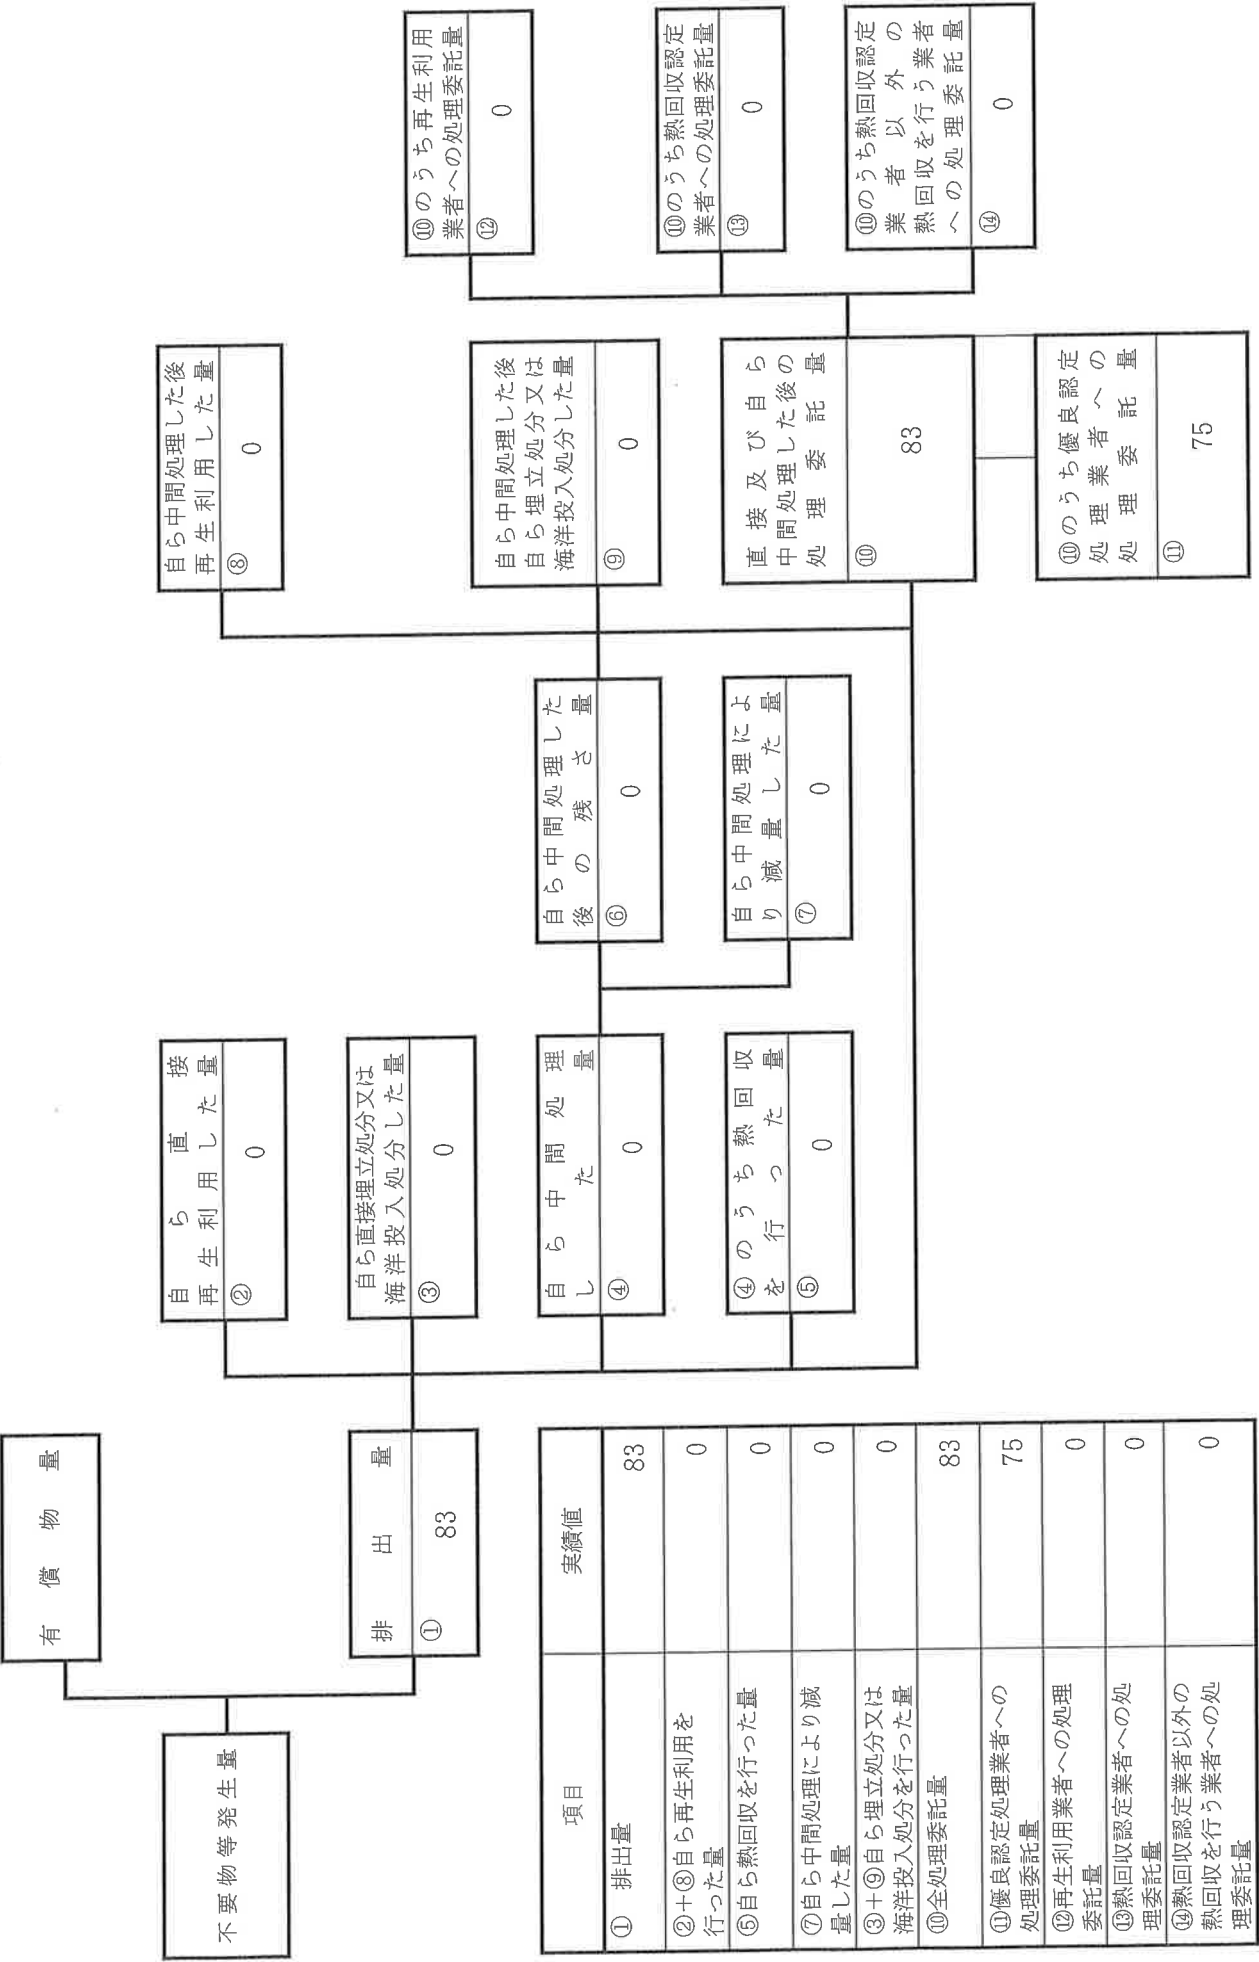 不要物等発生量
有償物量
排出量
①
83
自ら直接
再生利用した量
②
0
自ら直接埋立処分又は
海洋投入処分した量
③
0
自ら中間処理
した量
④
0
④のうち熱回収
を行った量
⑤
0
自ら中間処理した
後の残さ量
⑥
0
自ら中間処理によ
り減量した量
⑦
0
自ら中間処理した後
再生利用した量
⑧
0
自ら中間処理した後
自ら埋立処分又は
海洋投入処分した量
⑨
0
直接及び自ら
中間処理した後の
処理委託量
⑩
83
⑩のうち優良認定
処理業者への
処理委託量
⑪
75
⑩のうち再生利用
業者への処理委託量
⑫
0
⑩のうち熱回収認定
業者への処理委託量
⑬
0
⑩のうち熱回収認定
業者以外の
熱回収を行う業者
への処理委託量
⑭
0
項目 実績値
① 排出量 83
②+⑧自ら再生利用を
行った量 0
⑤自ら熱回収を行った量 0
⑦自ら中間処理により減
量した量 0
③+⑨自ら埋立処分又は
海洋投入処分を行った量 0
⑩全処理委託量 83
⑪優良認定処理業者への
処理委託量 75
⑫再生利用業者への処理
委託量 0
⑬熱回収認定業者への処
理委託量 0
⑭熱回収認定業者以外の
熱回収を行う業者への処
理委託量 0